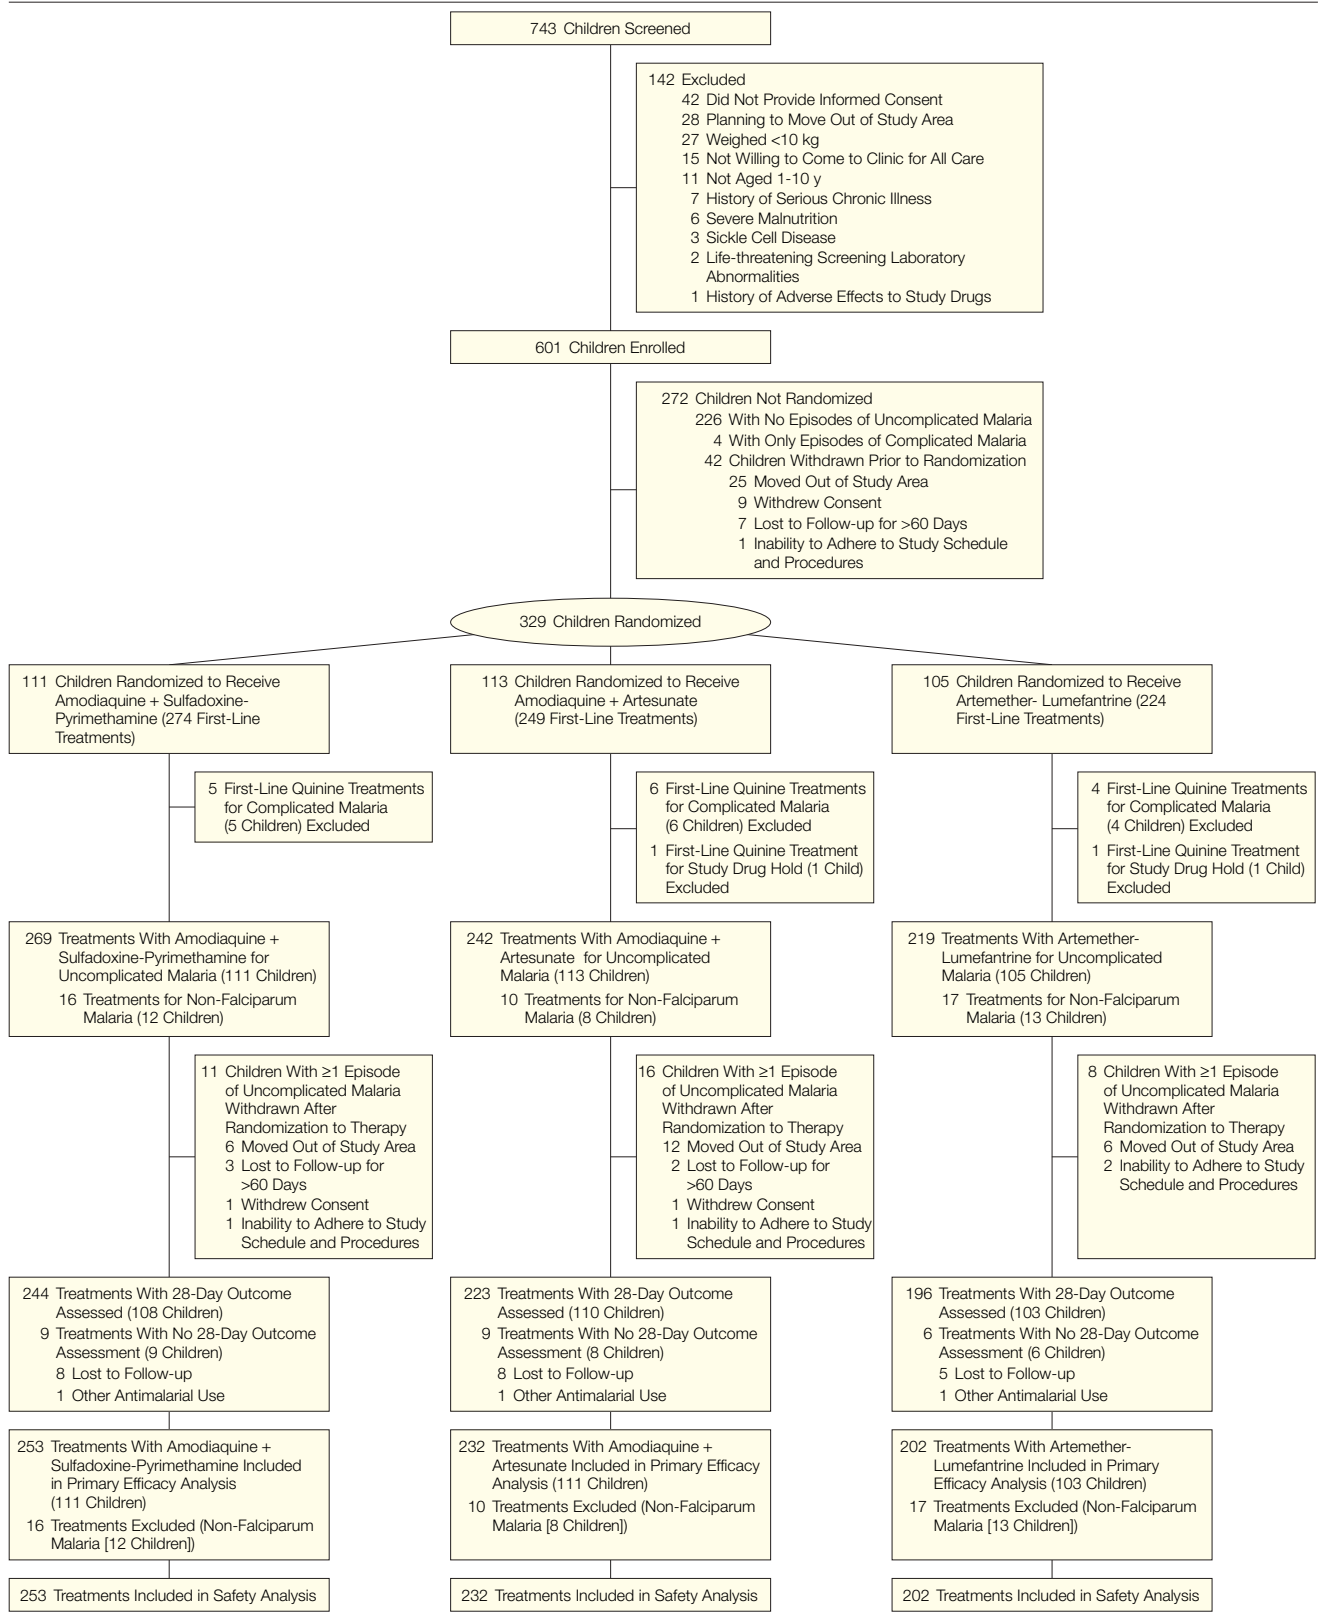 743 Children Screened
142 Excluded
42 Did Not Provide Informed Consent
28 Planning to Move Out of Study Area
27 Weighed <10 kg
15 Not Willing to Come to Clinic for All Care
11 Not Aged 1-10 y
7 History of Serious Chronic Illness
6 Severe Malnutrition
3 Sickle Cell Disease
2 Life-threatening Screening Laboratory
Abnormalities
1 History of Adverse Effects to Study Drugs
601 Children Enrolled
272 Children Not Randomized
226 With No Episodes of Uncomplicated Malaria
4 With Only Episodes of Complicated Malaria
42 Children Withdrawn Prior to Randomization
25 Moved Out of Study Area
9 Withdrew Consent
7 Lost to Follow-up for >60 Days
1 Inability to Adhere to Study Schedule
and Procedures
329 Children Randomized
111 Children Randomized to Receive
Amodiaquine + Sulfadoxine-
Pyrimethamine (274 First-Line
Treatments)
113 Children Randomized to Receive
Amodiaquine + Artesunate
(249 First-Line Treatments)
105 Children Randomized to Receive
Artemether- Lumefantrine (224
First-Line Treatments)
5 First-Line Quinine Treatments
for Complicated Malaria
(5 Children) Excluded
6 First-Line Quinine Treatments
for Complicated Malaria
(6 Children) Excluded
1 First-Line Quinine Treatment
for Study Drug Hold (1 Child)
Excluded
4 First-Line Quinine Treatments
for Complicated Malaria
(4 Children) Excluded
1 First-Line Quinine Treatment
for Study Drug Hold (1 Child)
Excluded
269 Treatments With Amodiaquine +
Sulfadoxine-Pyrimethamine for
Uncomplicated Malaria (111 Children)
16 Treatments for Non-Falciparum
Malaria (12 Children)
242 Treatments With Amodiaquine +
Artesunate for Uncomplicated
Malaria (113 Children)
10 Treatments for Non-Falciparum
Malaria (8 Children)
219 Treatments With Artemether-
Lumefantrine for Uncomplicated
Malaria (105 Children)
17 Treatments for Non-Falciparum
Malaria (13 Children)
11 Children With ≥1 Episode
of Uncomplicated Malaria
Withdrawn After
Randomization to Therapy
6 Moved Out of Study Area
3 Lost to Follow-up for
>60 Days
1 Withdrew Consent
1 Inability to Adhere to Study
Schedule and Procedures
16 Children With ≥1 Episode
of Uncomplicated Malaria
Withdrawn After
Randomization to Therapy
12 Moved Out of Study Area
2 Lost to Follow-up for
>60 Days
1 Withdrew Consent
1 Inability to Adhere to Study
Schedule and Procedures
8 Children With ≥1 Episode
of Uncomplicated Malaria
Withdrawn After
Randomization to Therapy
6 Moved Out of Study Area
2 Inability to Adhere to Study
Schedule and Procedures
244 Treatments With 28-Day Outcome
Assessed (108 Children)
9 Treatments With No 28-Day Outcome
Assessment (9 Children)
8 Lost to Follow-up
1 Other Antimalarial Use
223 Treatments With 28-Day Outcome
Assessed (110 Children)
9 Treatments With No 28-Day Outcome
Assessment (8 Children)
8 Lost to Follow-up
1 Other Antimalarial Use
196 Treatments With 28-Day Outcome
Assessed (103 Children)
6 Treatments With No 28-Day Outcome
Assessment (6 Children)
5 Lost to Follow-up
1 Other Antimalarial Use
253 Treatments With Amodiaquine +
Sulfadoxine-Pyrimethamine Included
in Primary Efficacy Analysis
(111 Children)
16 Treatments Excluded (Non-Falciparum
Malaria [12 Children])
232 Treatments With Amodiaquine +
Artesunate Included in Primary Efficacy
Analysis (111 Children)
10 Treatments Excluded (Non-Falciparum
Malaria [8 Children])
202 Treatments With Artemether-
Lumefantrine Included in Primary
Efficacy Analysis (103 Children)
17 Treatments Excluded (Non-Falciparum
Malaria [13 Children])
253 Treatments Included in Safety Analysis
232 Treatments Included in Safety Analysis
202 Treatments Included in Safety Analysis